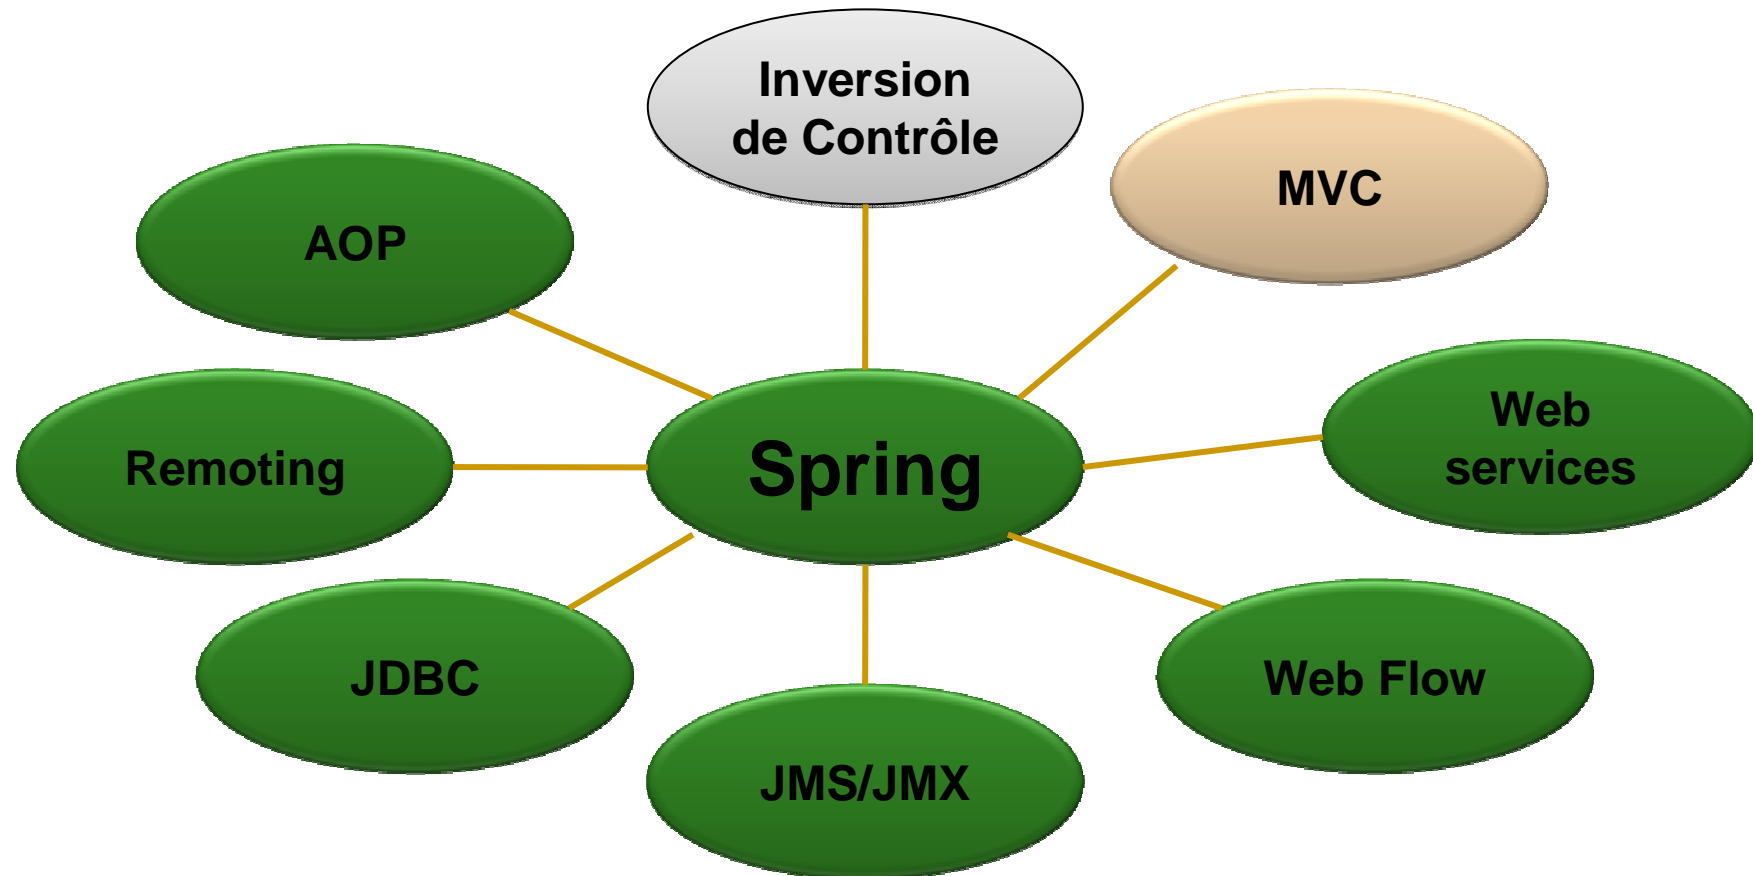 Inversion
de Contrôle
MVC
AOP
Web
services
Remoting
Spring
JDBC
Web Flow
JMS/JMX